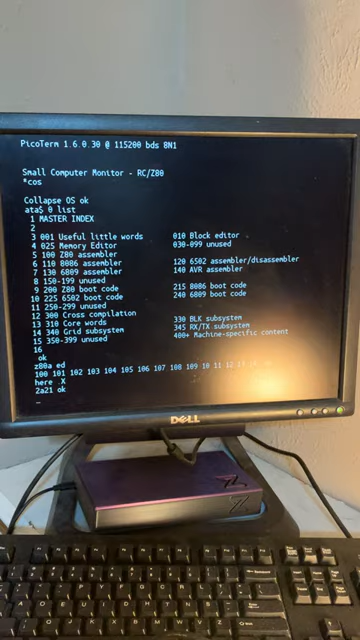 PicoTerm 1.6.0.30 @ 115200 bds 8N1
Small Computer Monitor - RC/Z80
*cos
Collapse OS ok
ata$ 0 list
1 MASTER INDEX
2
3 001 Useful little words 010 Block editor
4 025 Memory Editor 030-099 unused
5 100 Z80 assembler 120 6502 assembler/disassembler
6 110 8086 assembler 140 AVR assembler
7 130 6809 assembler
8 150-199 unused
9 200 Z80 boot code 215 8086 boot code
10 225 6502 boot code 240 6809 boot code
11 250-299 unused
12 300 Cross compilation 330 BLK subsystem
13 310 Core words 345 RX/TX subsystem
14 340 Grid subsystem 400+ Machine-specific content
15 350-399 unused
16
ok
z80a ed
100 101 102 103 104 105 106 107 108 109 10 11 12 13
here .X
2a21 ok
_
DELL